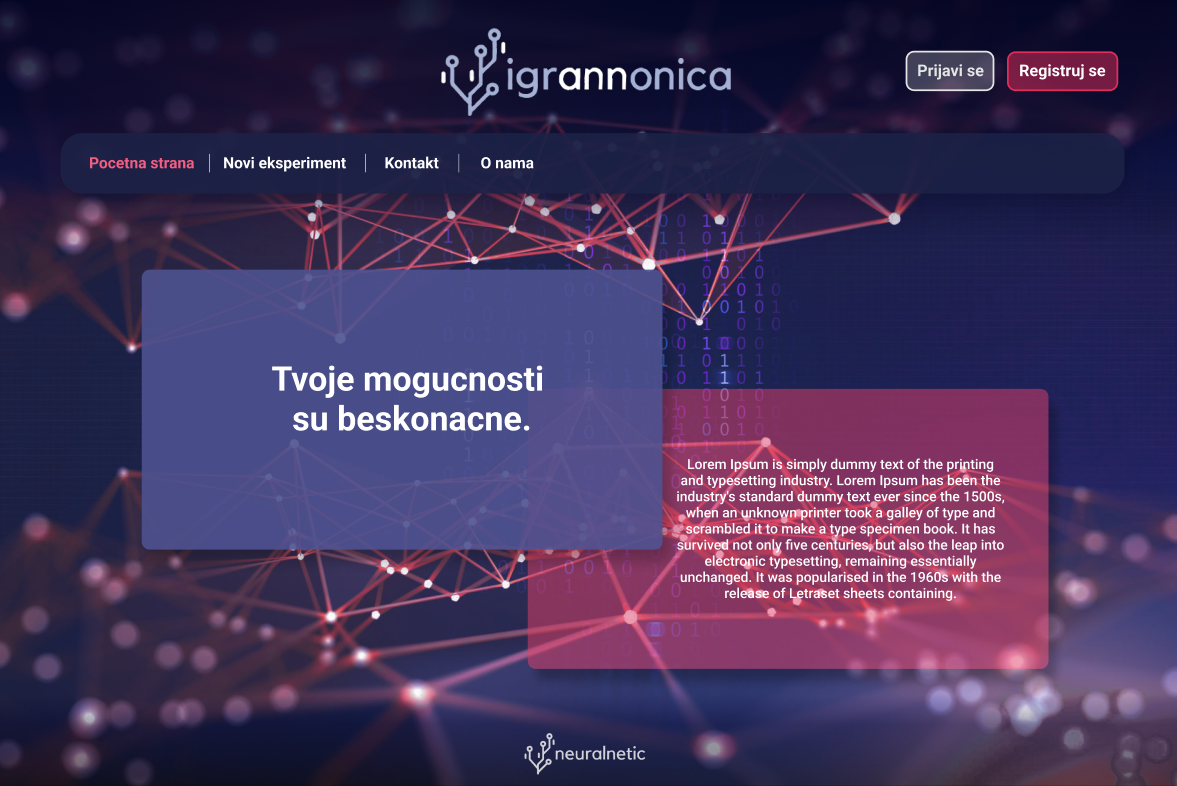 igrannonica
Prijavi se
Registruj se
Pocetna strana
Novi eksperiment
Kontakt
O nama
Tvoje mogucnosti
su beskonacne.
Lorem Ipsum is simply dummy text of the printing
and typesetting industry. Lorem Ipsum has been the
industry's standard dummy text ever since the 1500s,
when an unknown printer took a galley of type and
scrambled it to make a type specimen book. It has
survived not only five centuries, but also the leap into
electronic typesetting, remaining essentially
unchanged. It was popularised in the 1960s with the
release of Letraset sheets containing.
neuralnetic